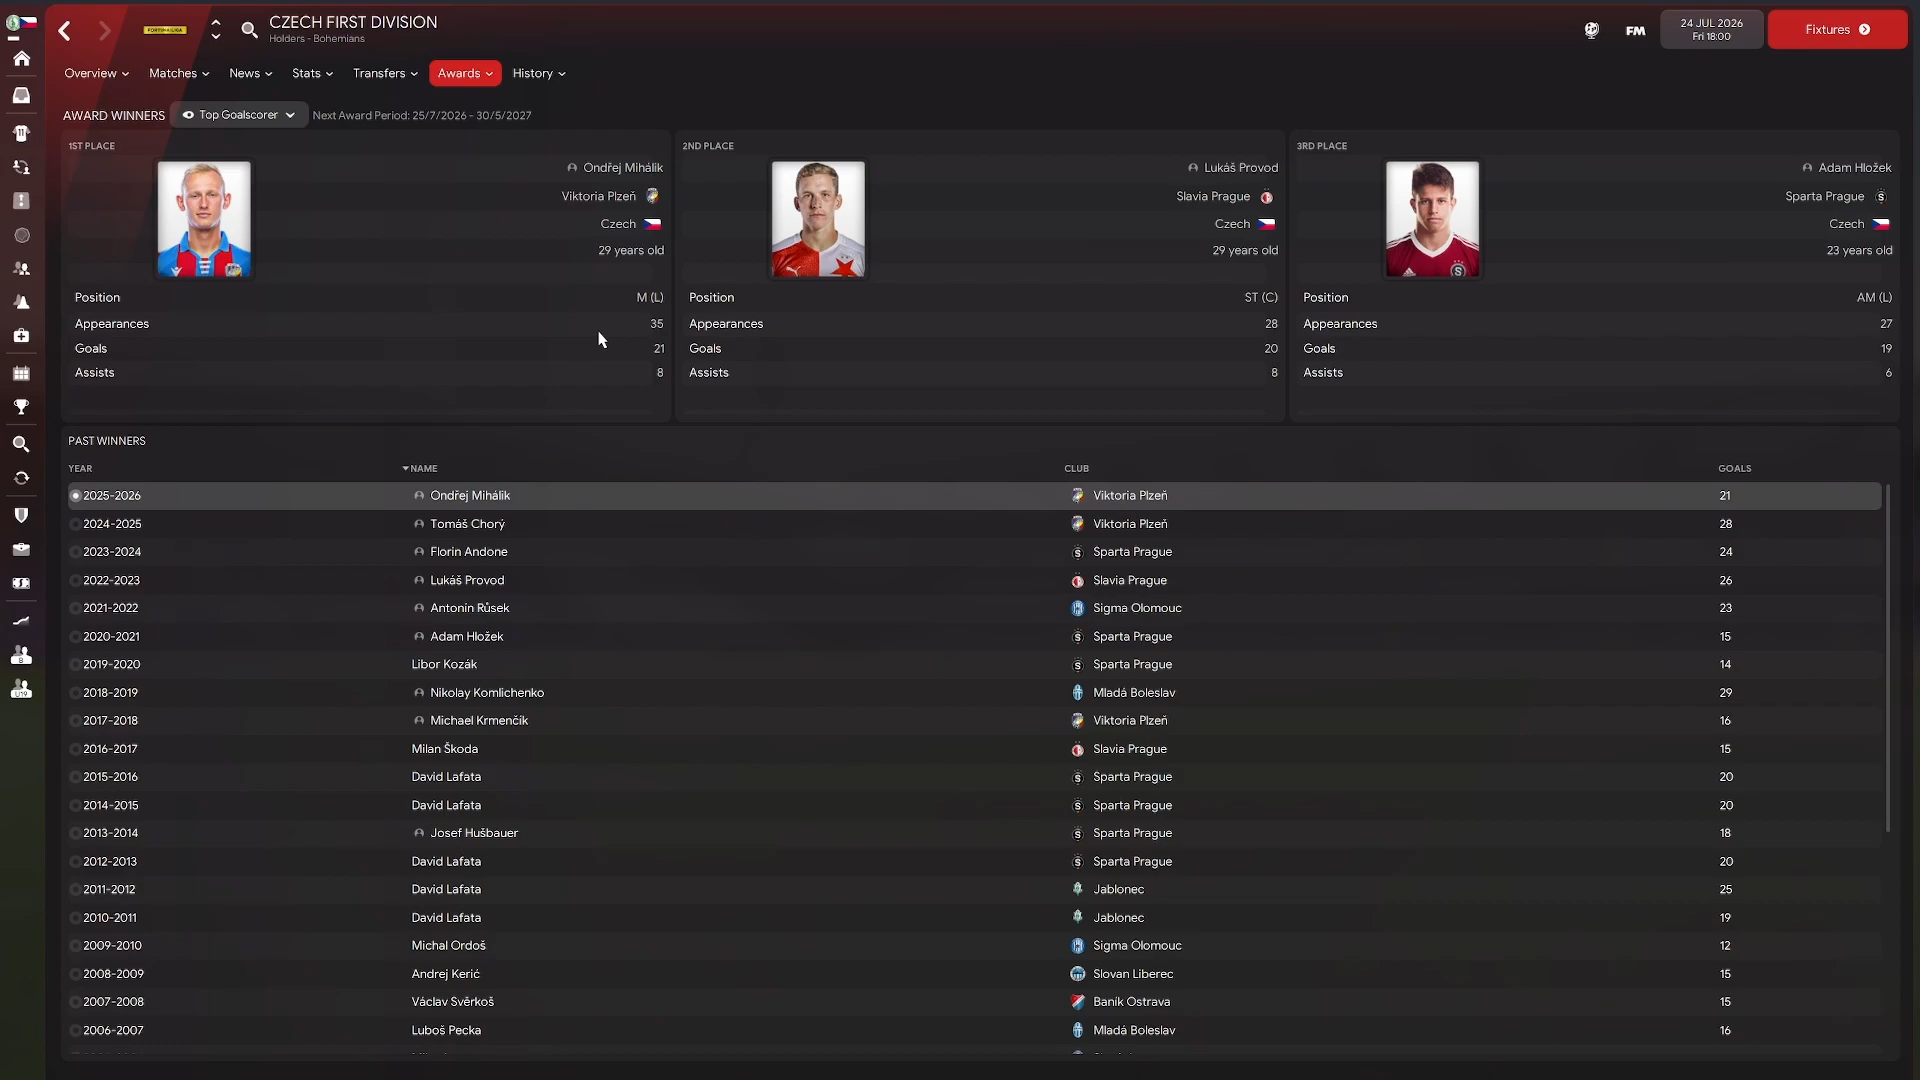 CZECH FIRST DIVISION
Holders - Bohemians
FORTUNA:LIGA
FM
24 JUL 2026
Fri 18:00
Fixtures
Overview Matches News Stats Transfers Awards History
AWARD WINNERS Top Goalscorer Next Award Period: 25/7/2026 - 30/5/2027
1ST PLACE
Ondřej Mihálik
Viktoria Plzeň
Czech
29 years old
Position M (L)
Appearances 35
Goals 21
Assists 8
2ND PLACE
Lukáš Provod
Slavia Prague
Czech
29 years old
Position ST (C)
Appearances 28
Goals 20
Assists 8
3RD PLACE
Adam Hložek
Sparta Prague
Czech
23 years old
Position AM (L)
Appearances 27
Goals 19
Assists 6
PAST WINNERS
YEAR NAME CLUB GOALS
2025-2026 Ondřej Mihálik Viktoria Plzeň 21
2024-2025 Tomáš Chorý Viktoria Plzeň 28
2023-2024 Florin Andone Sparta Prague 24
2022-2023 Lukáš Provod Slavia Prague 26
2021-2022 Antonín Růsek Sigma Olomouc 23
2020-2021 Adam Hložek Sparta Prague 15
2019-2020 Libor Kozák Sparta Prague 14
2018-2019 Nikolay Komlichenko Mladá Boleslav 29
2017-2018 Michael Krmenčík Viktoria Plzeň 16
2016-2017 Milan Škoda Slavia Prague 15
2015-2016 David Lafata Sparta Prague 20
2014-2015 David Lafata Sparta Prague 20
2013-2014 Josef Hušbauer Sparta Prague 18
2012-2013 David Lafata Sparta Prague 20
2011-2012 David Lafata Jablonec 25
2010-2011 David Lafata Jablonec 19
2009-2010 Michal Ordoš Sigma Olomouc 12
2008-2009 Andrej Kerić Slovan Liberec 15
2007-2008 Václav Svěrkoš Baník Ostrava 15
2006-2007 Luboš Pecka Mladá Boleslav 16
11
B
U19